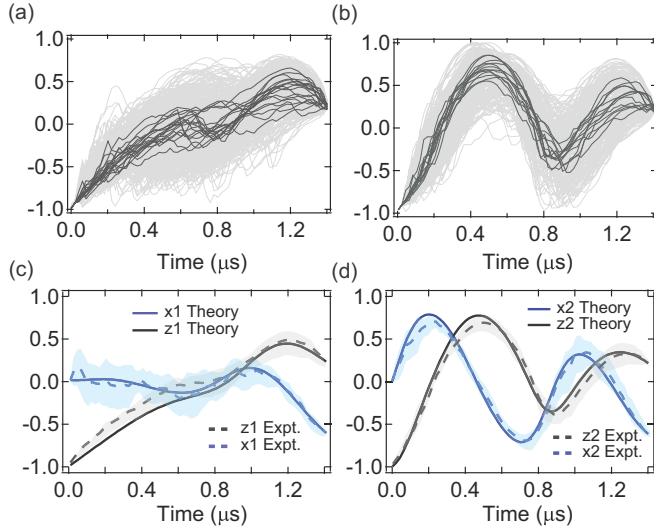 (a)
(b)
1.0
0.5
0.0
-0.5
-1.0
0.0 0.4 0.8 1.2
Time (μs)
1.0
0.5
0.0
-0.5
-1.0
0.0 0.4 0.8 1.2
Time (μs)
(c)
(d)
1.0
0.5
0.0
-0.5
-1.0
x1 Theory
z1 Theory
z1 Expt.
x1 Expt.
0.0 0.4 0.8 1.2
Time (μs)
1.0
0.5
0.0
-0.5
-1.0
x2 Theory
z2 Theory
z2 Expt.
x2 Expt.
0.0 0.4 0.8 1.2
Time (μs)